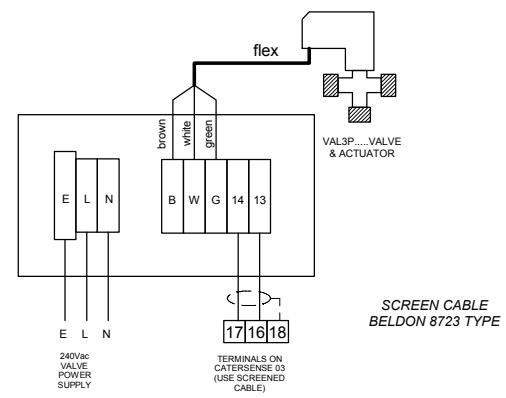 flex
brown
white
green
VAL3P.....VALVE
& ACTUATOR
E L N
B W G 14 13
E L N
17 16 18
240Vac
VALVE
POWER
SUPPLY
TERMINALS ON
CATERSENSE 03
(USE SCREENED
CABLE)
SCREEN CABLE
BELDON 8723 TYPE